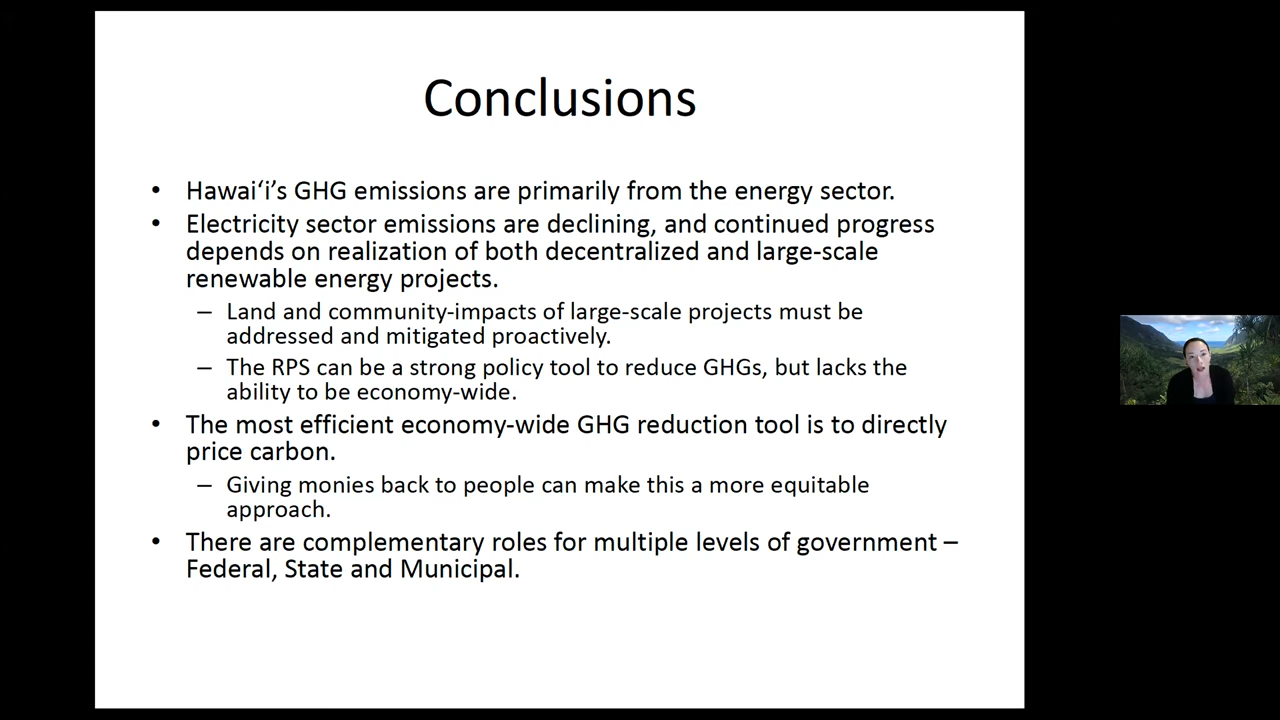 Conclusions
• Hawaiʻi’s GHG emissions are primarily from the energy sector.
• Electricity sector emissions are declining, and continued progress
depends on realization of both decentralized and large-scale
renewable energy projects.
– Land and community-impacts of large-scale projects must be
addressed and mitigated proactively.
– The RPS can be a strong policy tool to reduce GHGs, but lacks the
ability to be economy-wide.
• The most efficient economy-wide GHG reduction tool is to directly
price carbon.
– Giving monies back to people can make this a more equitable
approach.
• There are complementary roles for multiple levels of government –
Federal, State and Municipal.